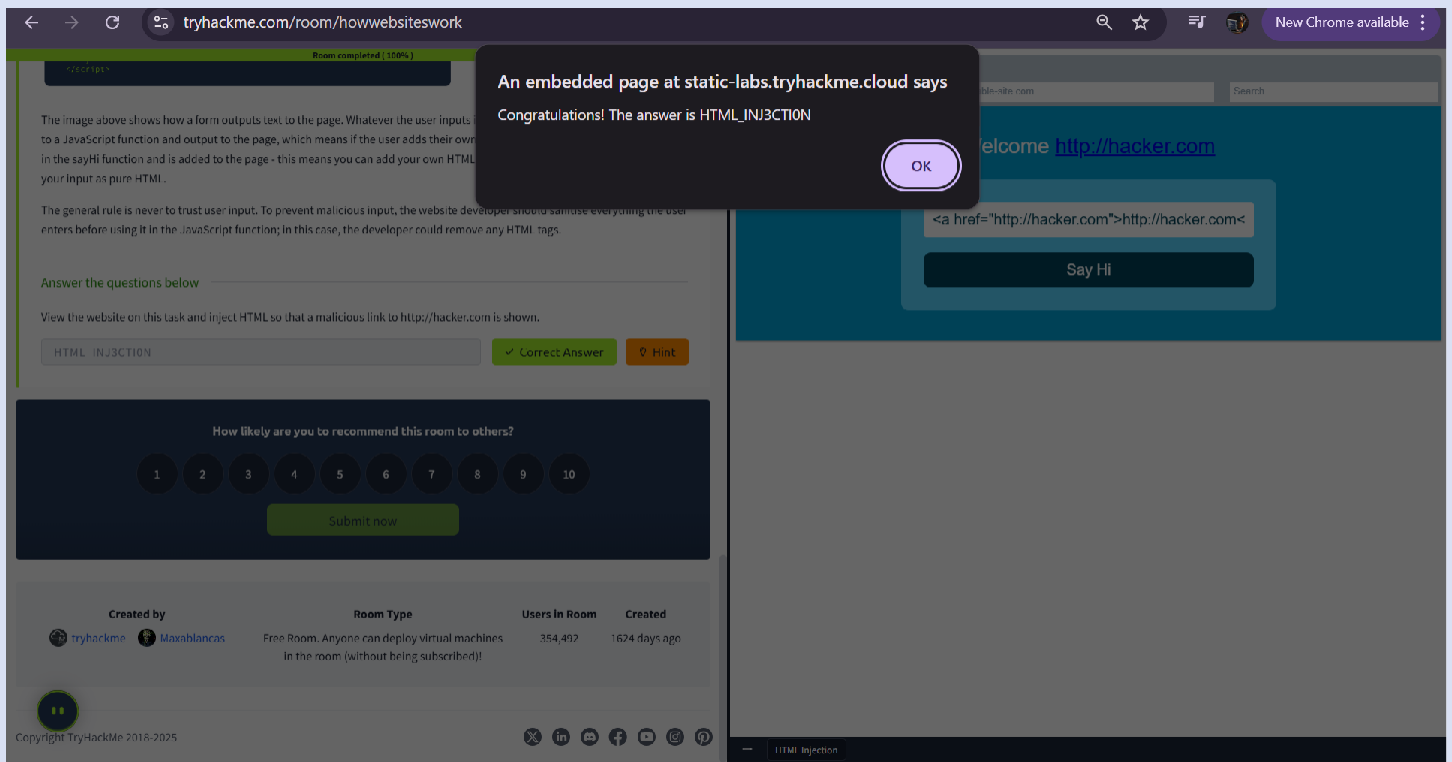 tryhackme.com/room/howwebsiteswork
New Chrome available
Room completed ( 100% )
</script>
An embedded page at static-labs.tryhackme.cloud says
Congratulations! The answer is HTML_INJ3CTI0N
OK
The image above shows how a form outputs text to the page. Whatever the user inputs
to a JavaScript function and output to the page, which means if the user adds their own
in the sayHi function and is added to the page - this means you can add your own HTML
your input as pure HTML.
The general rule is never to trust user input. To prevent malicious input, the website developer should sanitise everything the user
enters before using it in the JavaScript function; in this case, the developer could remove any HTML tags.
Answer the questions below
View the website on this task and inject HTML so that a malicious link to http://hacker.com is shown.
HTML_INJ3CTI0N
Correct Answer
Hint
How likely are you to recommend this room to others?
1 2 3 4 5 6 7 8 9 10
Submit now
Created by
tryhackme Maxablancas
Room Type
Free Room. Anyone can deploy virtual machines
in the room (without being subscribed)!
Users in Room
354,492
Created
1624 days ago
Copyright TryHackMe 2018-2025
ble-site.com
Search
elcome http://hacker.com
<a href="http://hacker.com">http://hacker.com<
Say Hi
HTML Injection